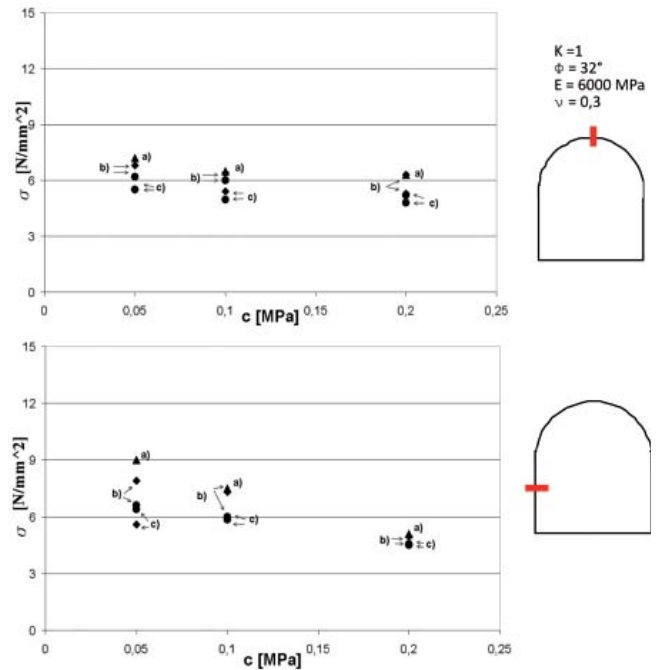 15
12
9
6
3
0
σ [N/mm^2]
a)
b)
c)
a)
b)
c)
a)
b)
c)
0
0,05
0,1
0,15
0,2
0,25
c [MPa]
K =1
Φ = 32°
E = 6000 MPa
ν = 0,3
15
12
9
6
3
0
σ [N/mm^2]
a)
b)
c)
a)
b)
c)
a)
b)
c)
0
0,05
0,1
0,15
0,2
0,25
c [MPa]